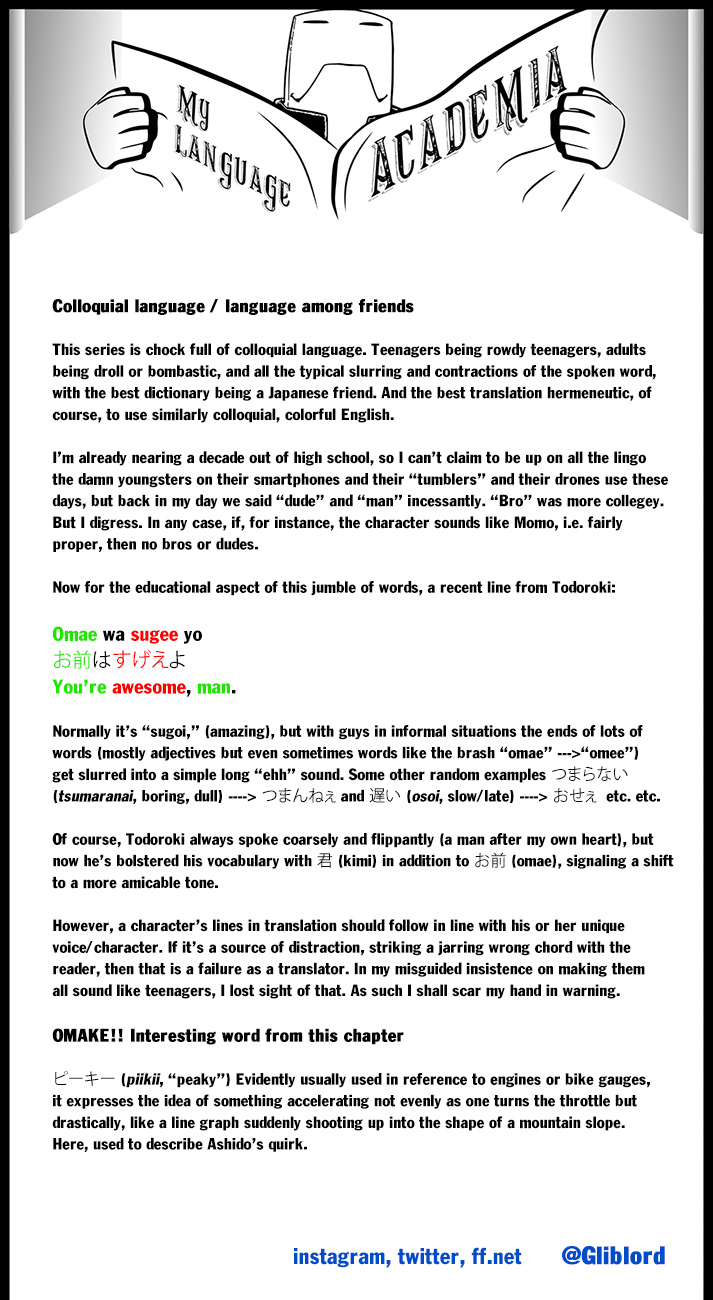 My
Language
Academia
Colloquial language / language among friends
This series is chock full of colloquial language. Teenagers being rowdy teenagers, adults
being droll or bombastic, and all the typical slurring and contractions of the spoken word,
with the best dictionary being a Japanese friend. And the best translation hermeneutic, of
course, to use similarly colloquial, colorful English.
I'm already nearing a decade out of high school, so I can't claim to be up on all the lingo
the damn youngsters on their smartphones and their “tumblers” and their drones use these
days, but back in my day we said “dude” and “man” incessantly. “Bro” was more collegey.
But I digress. In any case, if, for instance, the character sounds like Momo, i.e. fairly
proper, then no bros or dudes.
Now for the educational aspect of this jumble of words, a recent line from Todoroki:
Omae wa sugee yo
お前はすげえよ
You're awesome, man.
Normally it's “sugoi,” (amazing), but with guys in informal situations the ends of lots of
words (mostly adjectives but even sometimes words like the brash “omae” --->“omee”)
get slurred into a simple long “ehh” sound. Some other random examples つまらない
(tsumaranai, boring, dull) ----> つまんねぇ and 遅い (osoi, slow/late) ----> おせぇ etc. etc.
Of course, Todoroki always spoke coarsely and flippantly (a man after my own heart), but
now he's bolstered his vocabulary with 君 (kimi) in addition to お前 (omae), signaling a shift
to a more amicable tone.
However, a character's lines in translation should follow in line with his or her unique
voice/character. If it's a source of distraction, striking a jarring wrong chord with the
reader, then that is a failure as a translator. In my misguided insistence on making them
all sound like teenagers, I lost sight of that. As such I shall scar my hand in warning.
OMAKE!! Interesting word from this chapter
ピーキー (piikii, “peaky”) Evidently usually used in reference to engines or bike gauges,
it expresses the idea of something accelerating not evenly as one turns the throttle but
drastically, like a line graph suddenly shooting up into the shape of a mountain slope.
Here, used to describe Ashido's quirk.
instagram, twitter, ff.net @Gliblord